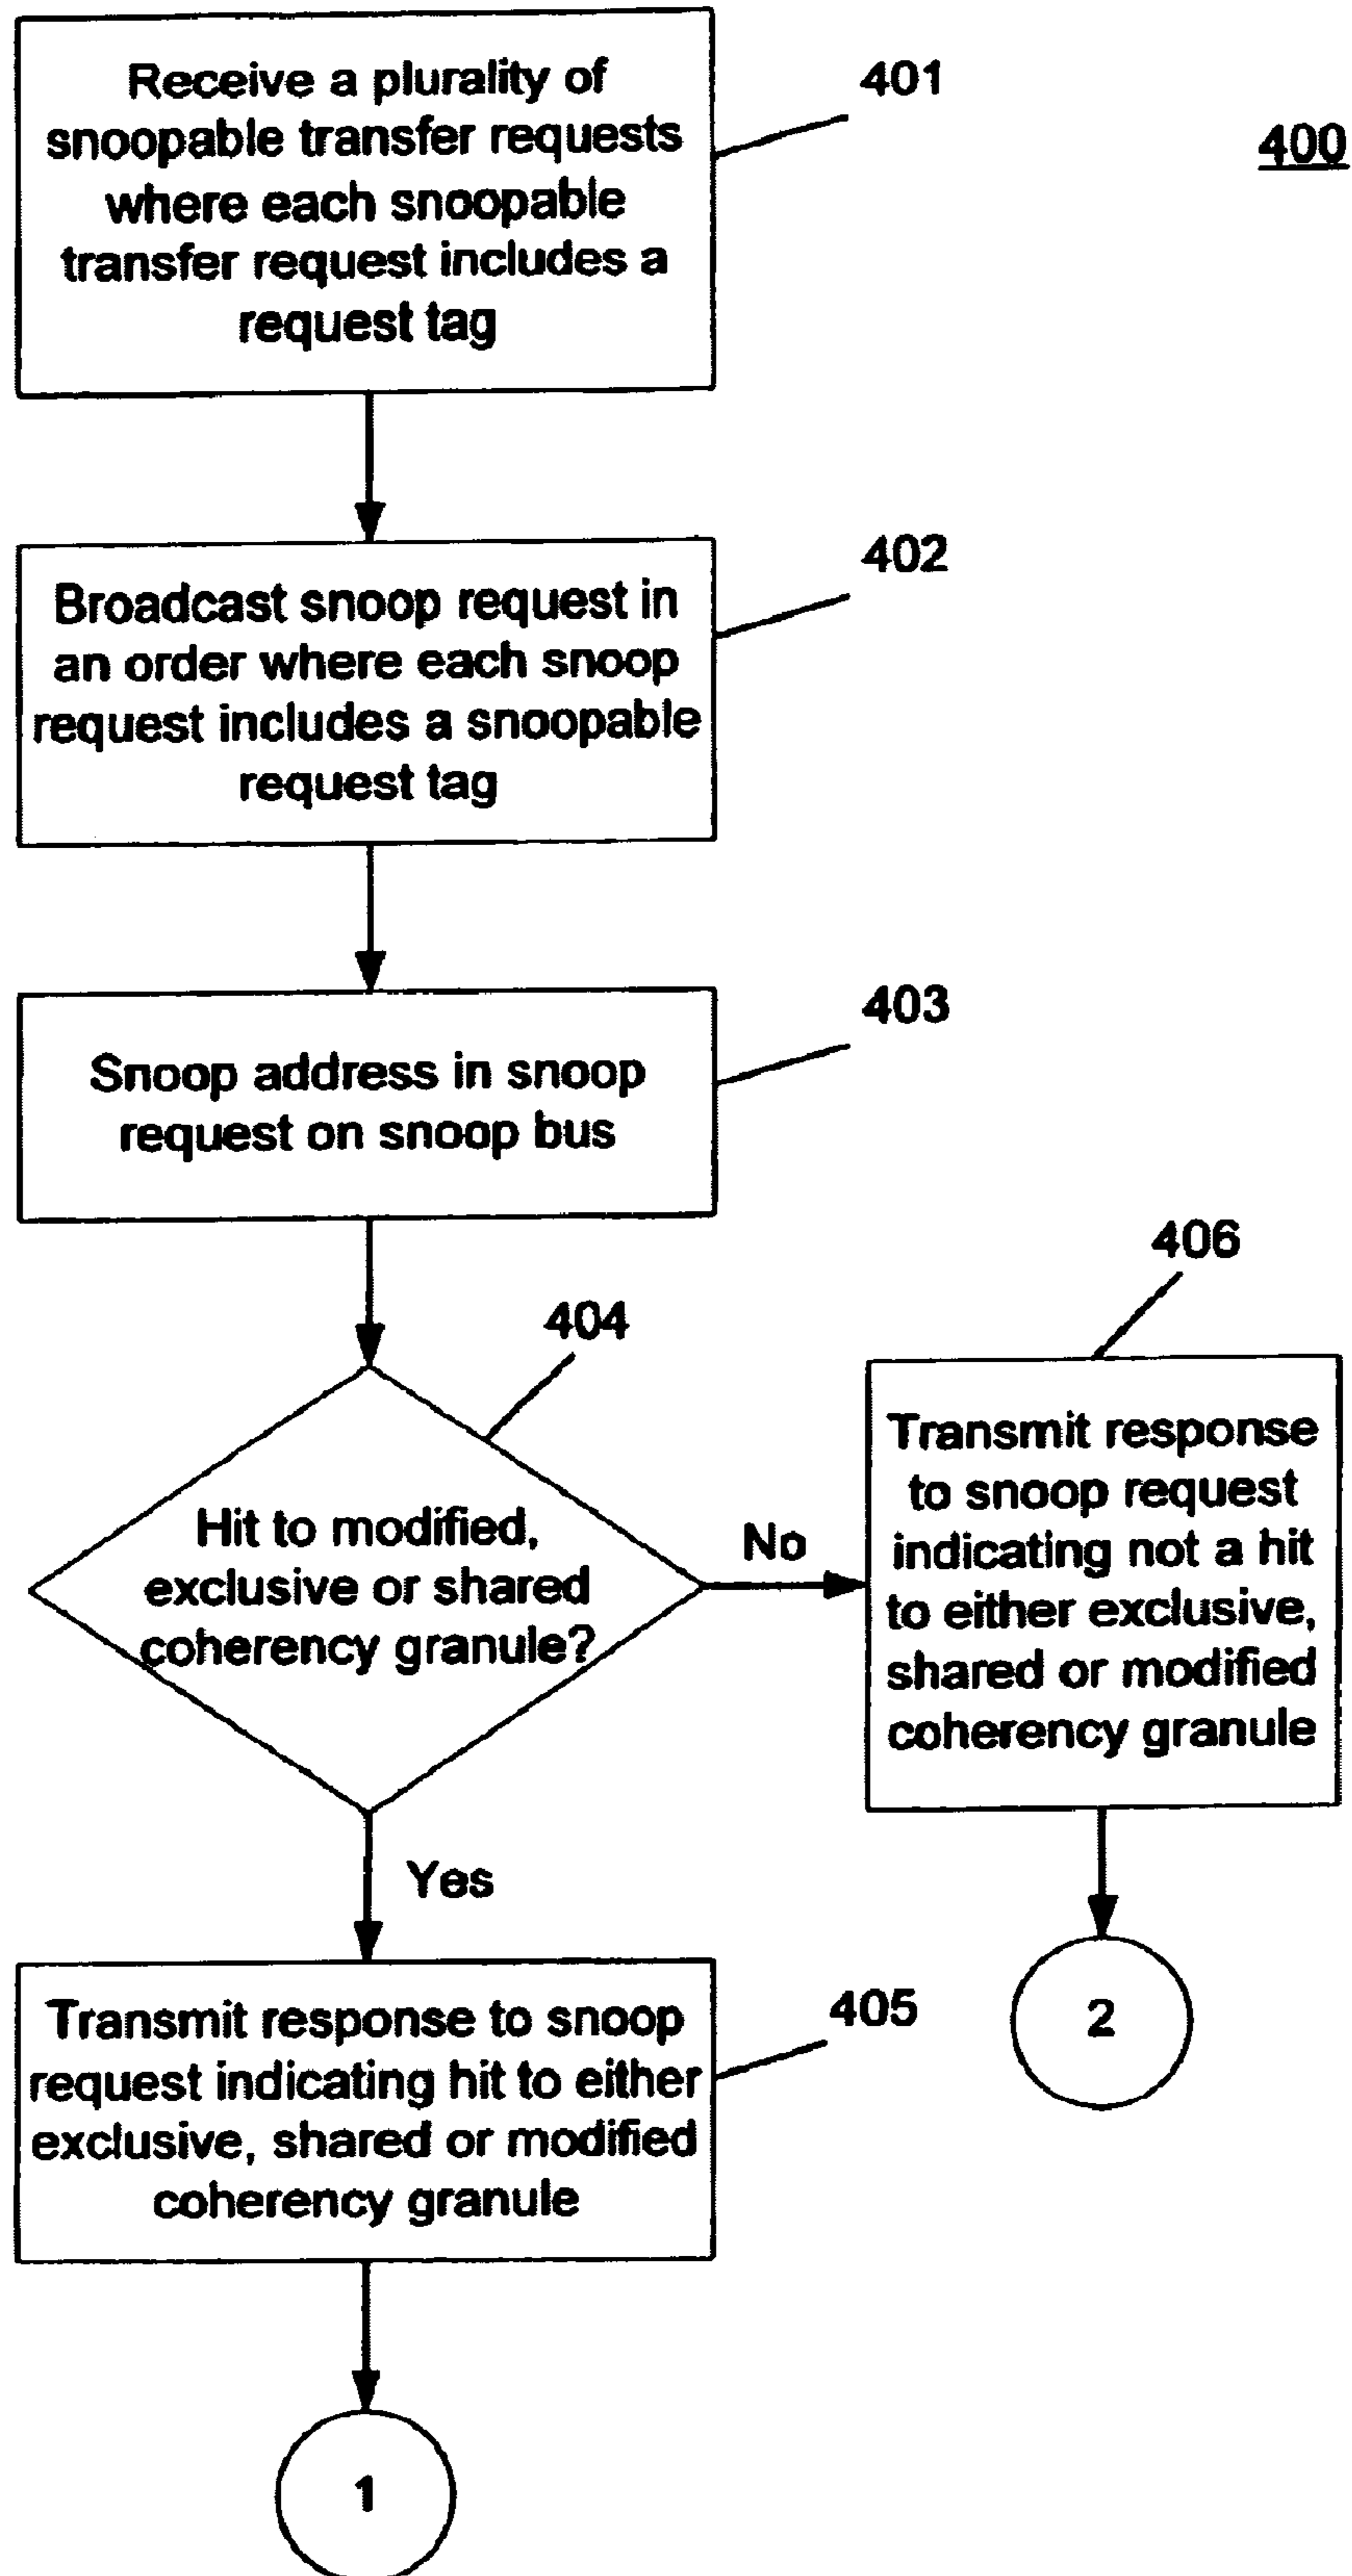 Receive a plurality of
snoopable transfer requests
where each snoopable
transfer request includes a
request tag
401
400
Broadcast snoop request in
an order where each snoop
request includes a snoopable
request tag
402
Snoop address in snoop
request on snoop bus
403
404
Hit to modified,
exclusive or shared
coherency granule?
No
406
Transmit response
to snoop request
indicating not a hit
to either exclusive,
shared or modified
coherency granule
Yes
2
Transmit response to snoop
request indicating hit to either
exclusive, shared or modified
coherency granule
405
1